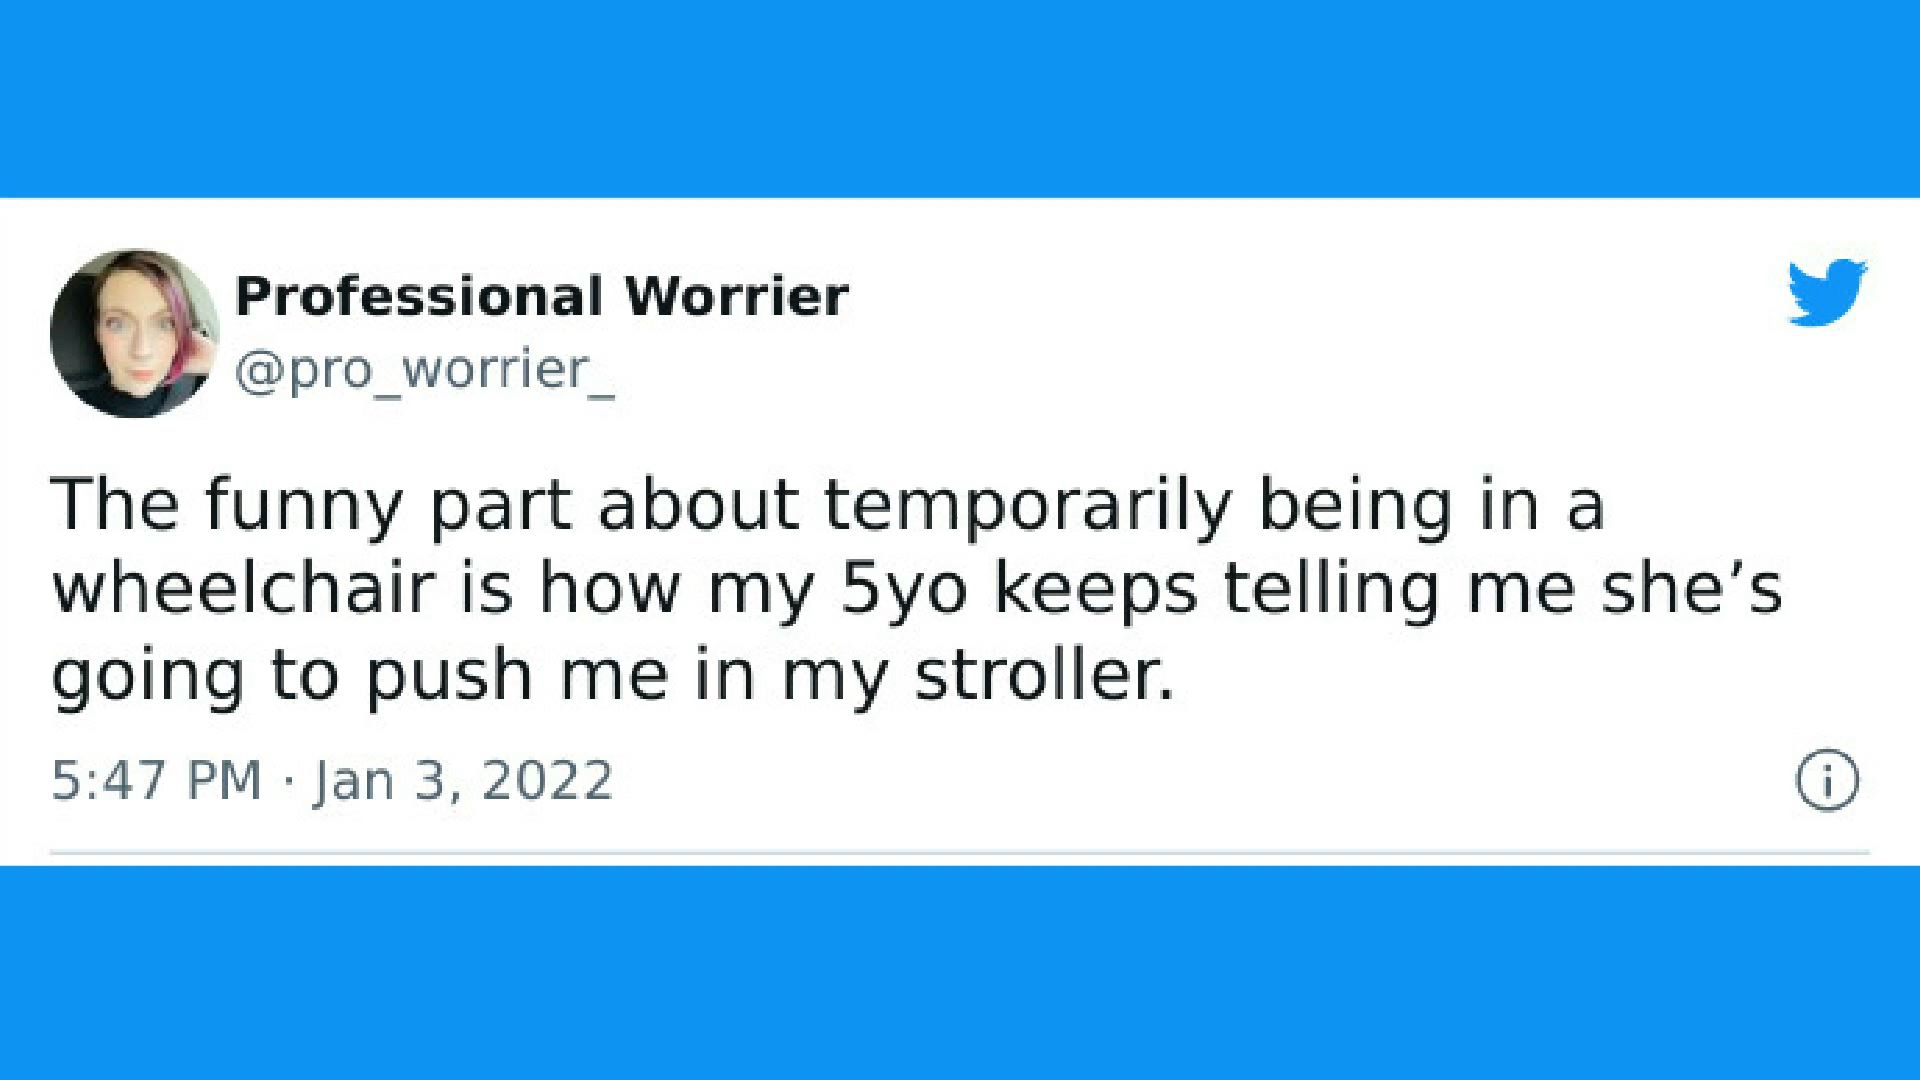 Professional Worrier
@pro_worrier_
The funny part about temporarily being in a
wheelchair is how my 5yo keeps telling me she’s
going to push me in my stroller.
5:47 PM · Jan 3, 2022